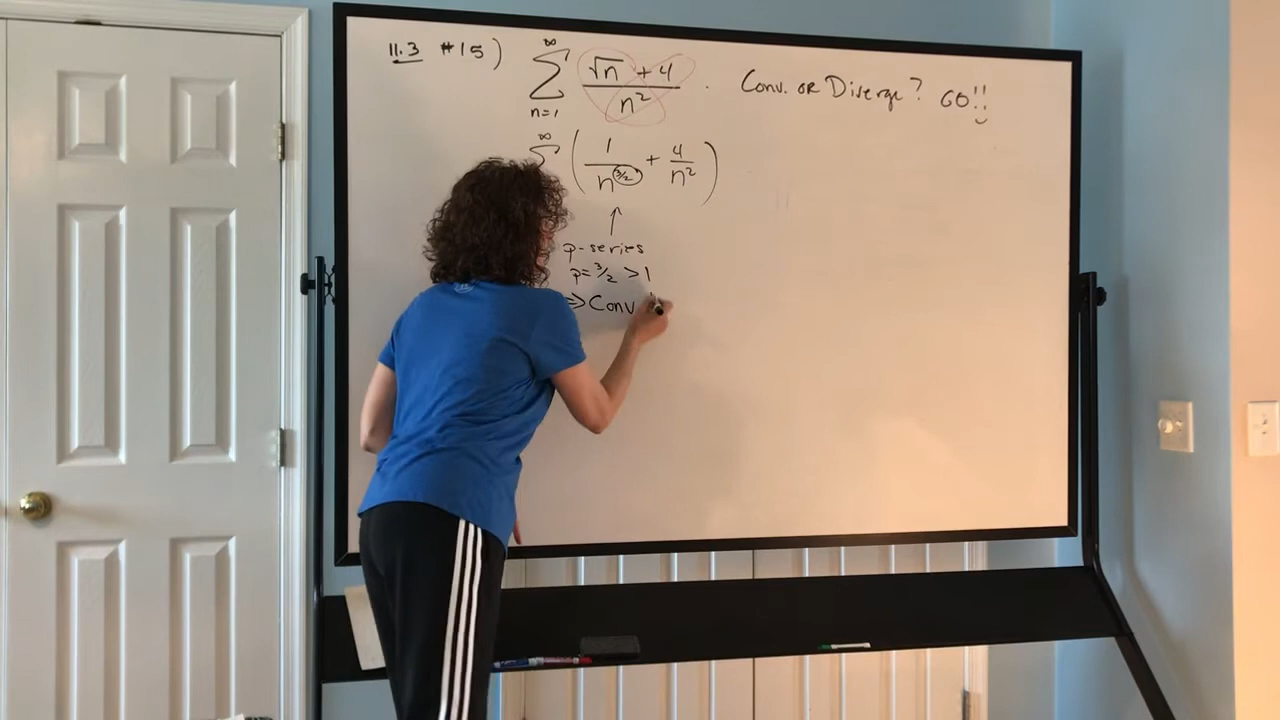 11.3 #15) ∞ Σ n=1 √n + 4 / n² . Conv. or Diverge? GO!!
∞ Σ ( 1 / n^3/2 + 4 / n² )
↑
p-series
p = 3/2 > 1
⇒ Conv